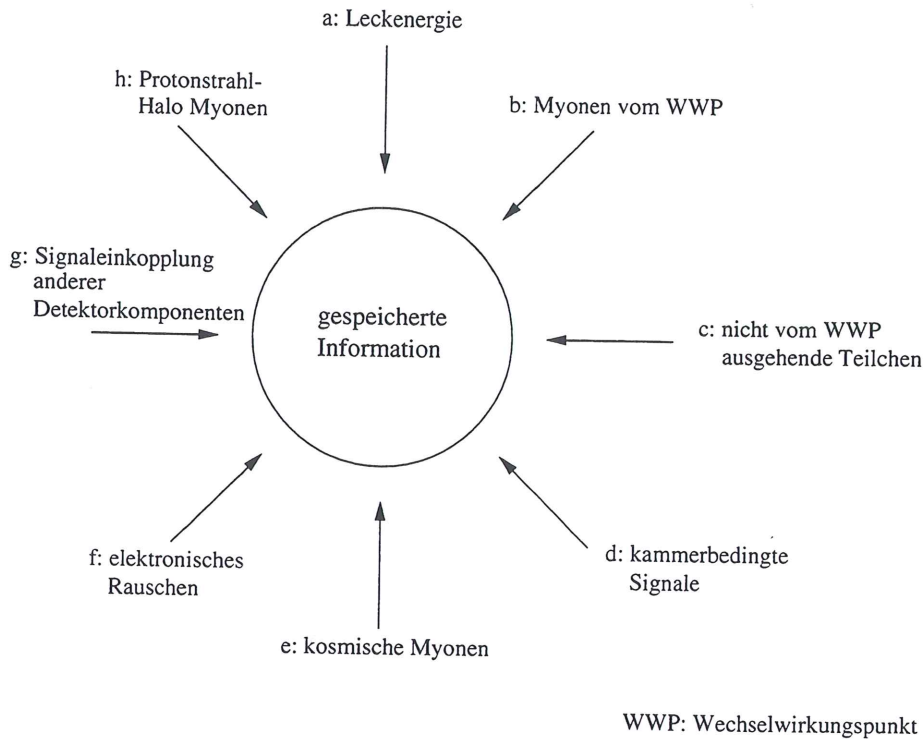 a: Leckenergie
h: Protonstrahl-
Halo Myonen
b: Myonen vom WWP
g: Signaleinkopplung
anderer
Detektorkomponenten
gespeicherte
Information
c: nicht vom WWP
ausgehende Teilchen
f: elektronisches
Rauschen
d: kammerbedingte
Signale
e: kosmische Myonen
WWP: Wechselwirkungspunkt